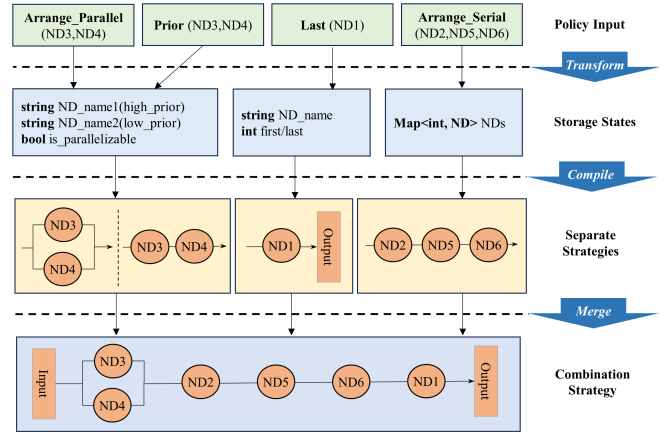 Arrange_Parallel
(ND3,ND4)
Prior (ND3,ND4)
Last (ND1)
Arrange_Serial
(ND2,ND5,ND6)
Policy Input
Transform
string ND_name1(high_prior)
string ND_name2(low_prior)
bool is_parallelizable
string ND_name
int first/last
Map<int, ND> NDs
Storage States
Compile
ND3
ND4
ND3
ND4
ND1
Output
ND2
ND5
ND6
Separate
Strategies
Merge
Input
ND3
ND4
ND2
ND5
ND6
ND1
Output
Combination
Strategy